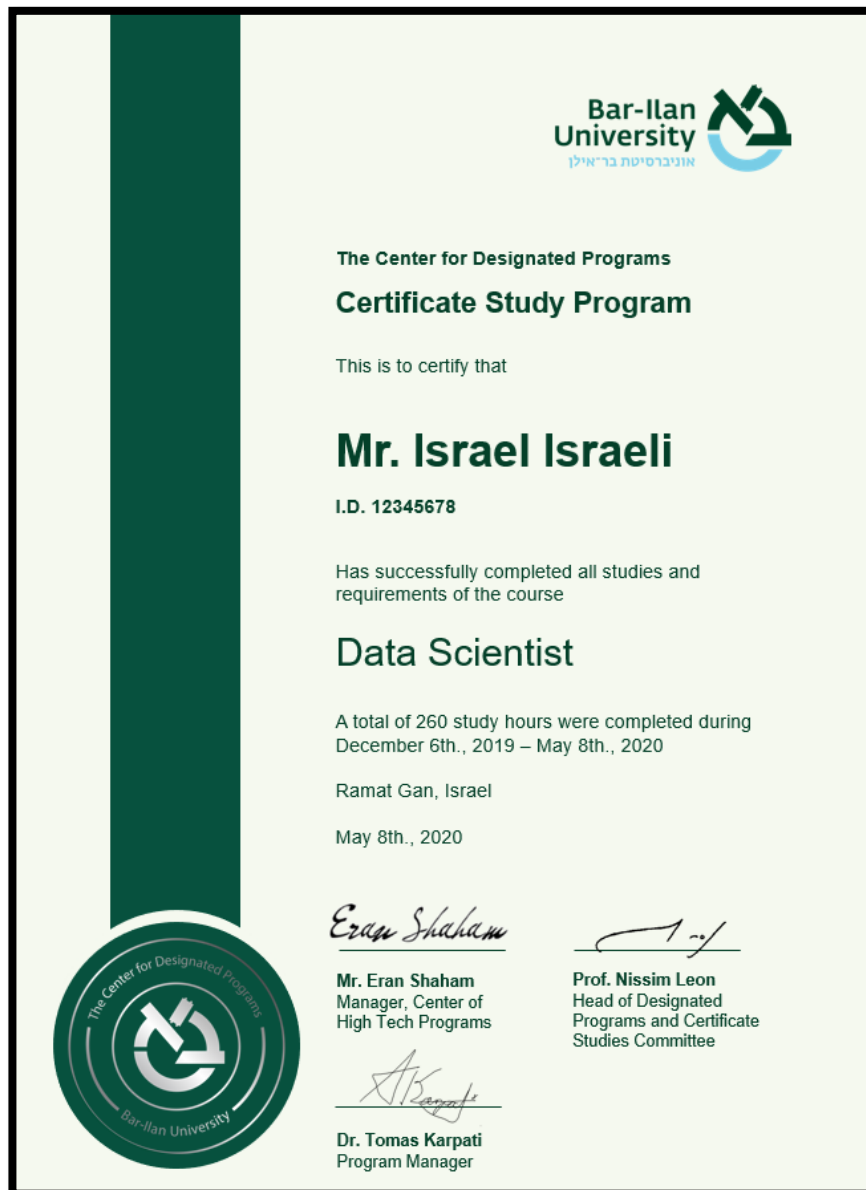 Bar-Ilan
University
אוניברסיטת בר־אילן
The Center for Designated Programs
Certificate Study Program
This is to certify that
Mr. Israel Israeli
I.D. 12345678
Has successfully completed all studies and
requirements of the course
Data Scientist
A total of 260 study hours were completed during
December 6th., 2019 – May 8th., 2020
Ramat Gan, Israel
May 8th., 2020
Eran Shaham
Mr. Eran Shaham
Manager, Center of
High Tech Programs
Prof. Nissim Leon
Head of Designated
Programs and Certificate
Studies Committee
AKarpati
Dr. Tomas Karpati
Program Manager
The Center for Designated Programs
Bar-Ilan University